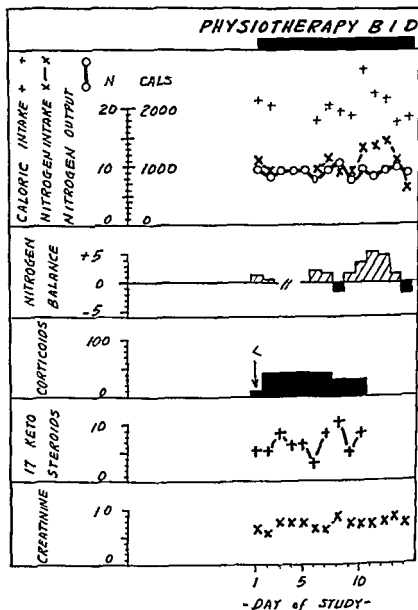 PHYSIOTHERAPY BID
CALORIC INTAKE + +
NITROGEN INTAKE x—x
NITROGEN OUTPUT
N CALS
20 2000
10 1000
0 0
NITROGEN
BALANCE
+5
0
-5
CORTICOIDS
100
0
L
17 KETO
STEROIDS
10
0
CREATININE
10
0
1 5 10
-DAY of STUDY-